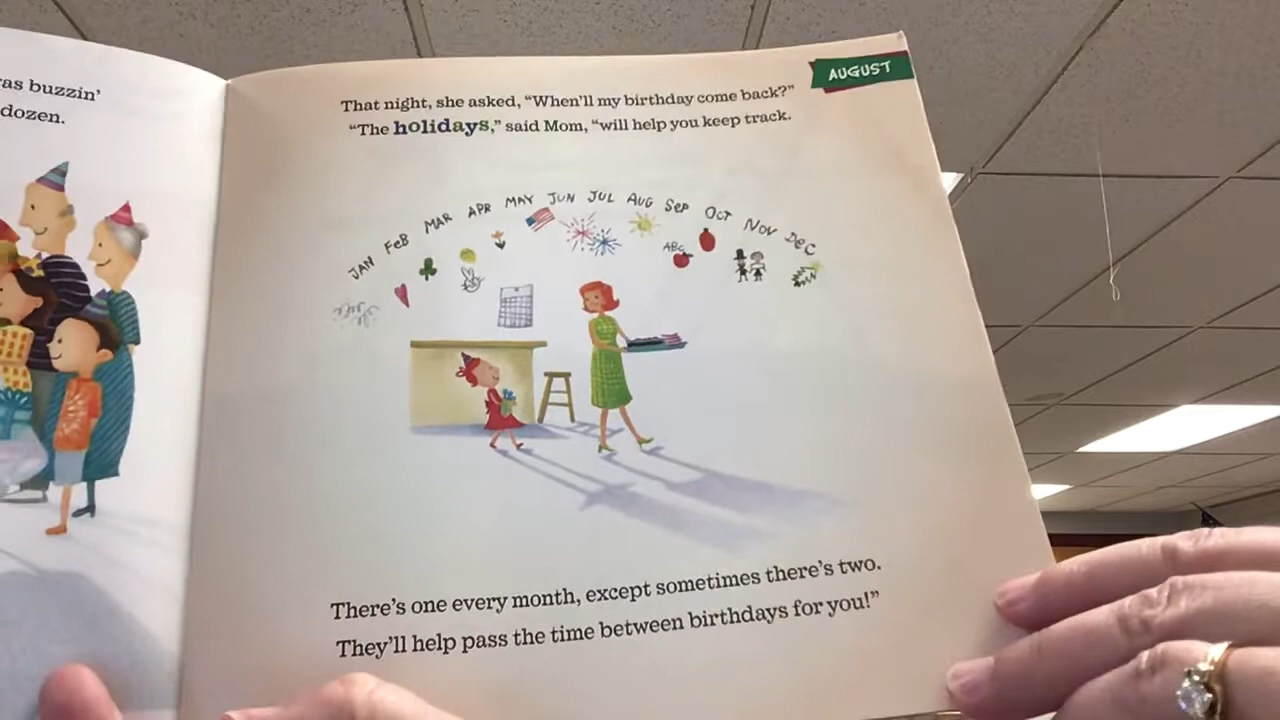 as buzzin'
dozen.
AUGUST
That night, she asked, “When'll my birthday come back?”
“The holidays,” said Mom, “will help you keep track.
JAN FEB MAR APR MAY JUN JUL AUG SEP OCT NOV DEC
ABC
There's one every month, except sometimes there's two.
They'll help pass the time between birthdays for you!”